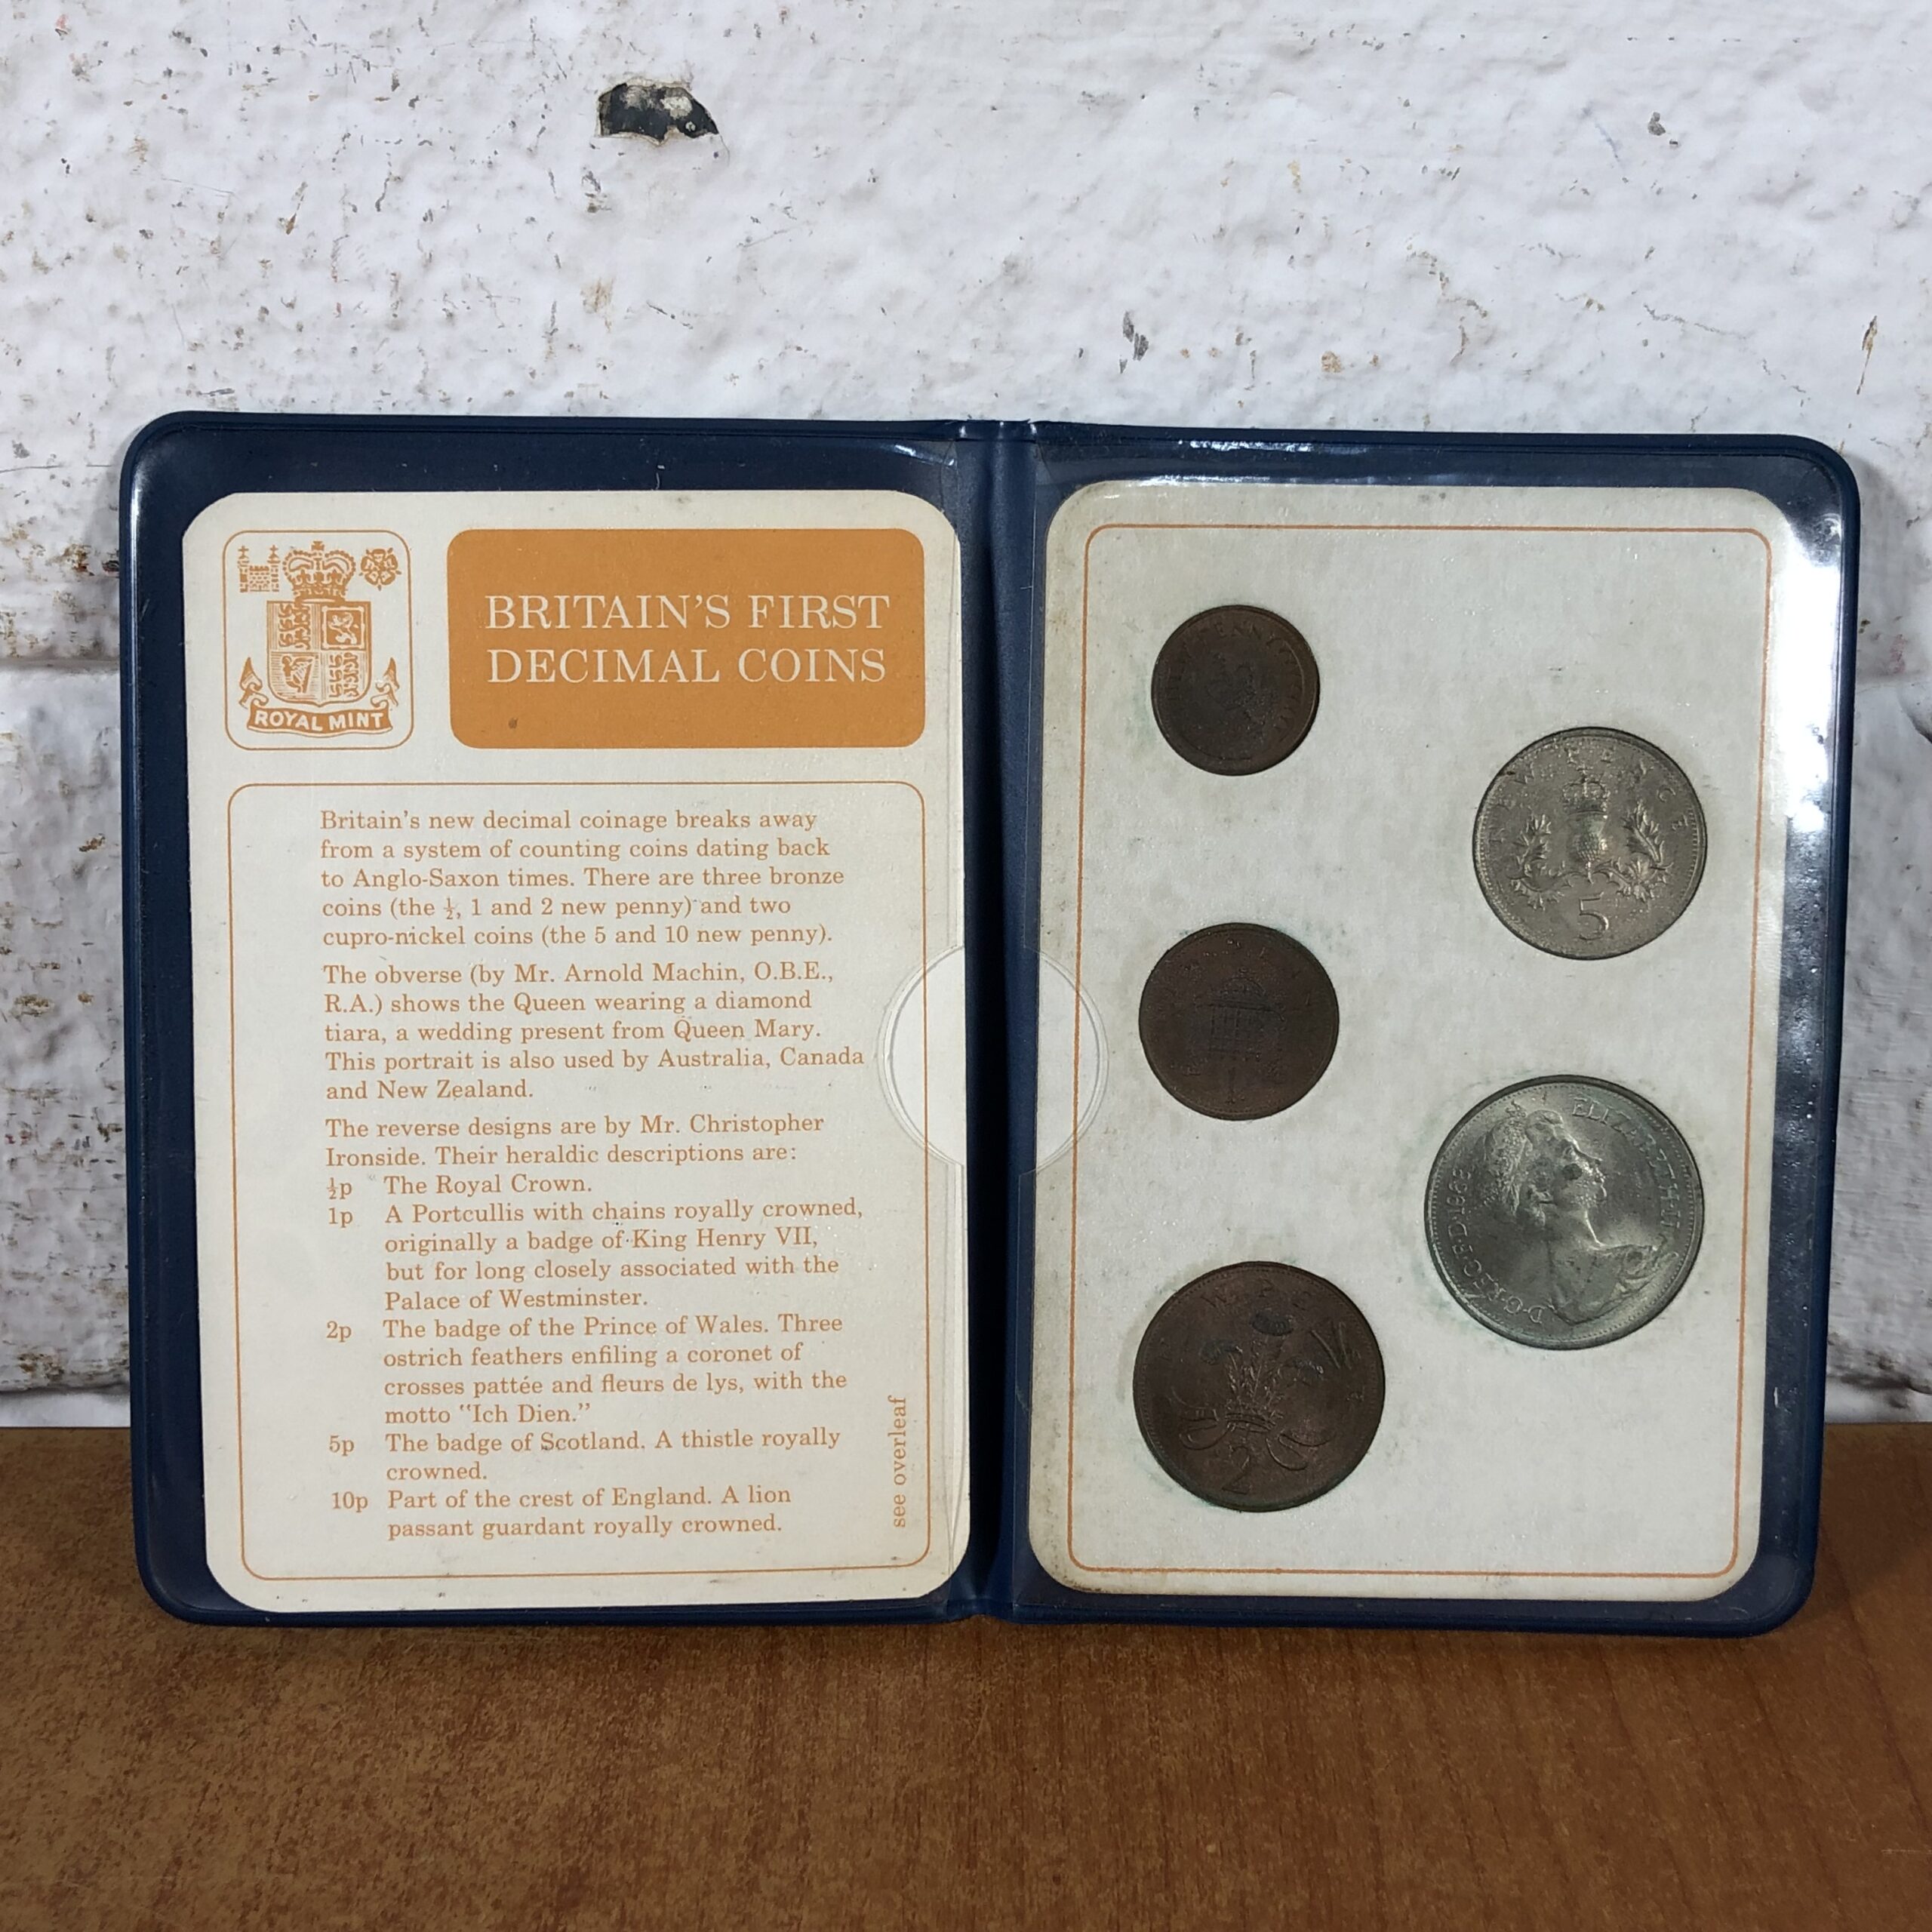 ROYAL MINT
BRITAIN'S FIRST
DECIMAL COINS
Britain's new decimal coinage breaks away
from a system of counting coins dating back
to Anglo-Saxon times. There are three bronze
coins (the ½, 1 and 2 new penny) and two
cupro-nickel coins (the 5 and 10 new penny).
The obverse (by Mr. Arnold Machin, O.B.E.,
R.A.) shows the Queen wearing a diamond
tiara, a wedding present from Queen Mary.
This portrait is also used by Australia, Canada
and New Zealand.
The reverse designs are by Mr. Christopher
Ironside. Their heraldic descriptions are:
½p The Royal Crown.
1p A Portcullis with chains royally crowned,
originally a badge of King Henry VII,
but for long closely associated with the
Palace of Westminster.
2p The badge of the Prince of Wales. Three
ostrich feathers enfiling a coronet of
crosses pattée and fleurs de lys, with the
motto "Ich Dien."
5p The badge of Scotland. A thistle royally
crowned.
10p Part of the crest of England. A lion
passant guardant royally crowned.
see overleaf
NEW PENCE
5
1
D·G·REG·F·D·1968 ELIZABETH·II
2